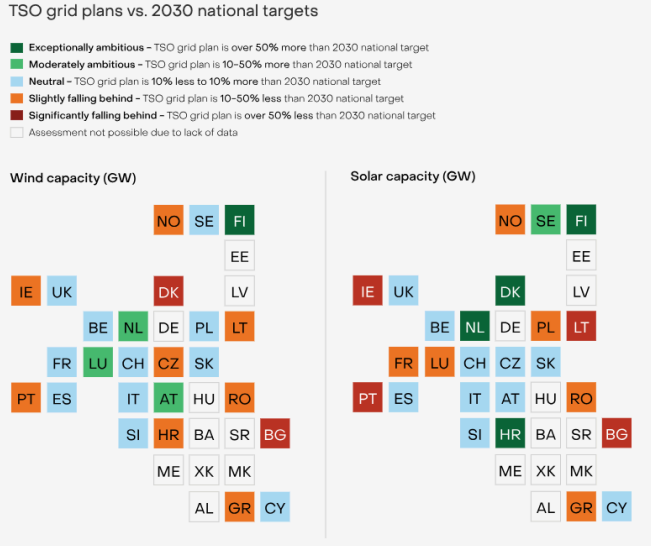 TSO grid plans vs. 2030 national targets
Exceptionally ambitious – TSO grid plan is over 50% more than 2030 national target
Moderately ambitious – TSO grid plan is 10-50% more than 2030 national target
Neutral – TSO grid plan is 10% less to 10% more than 2030 national target
Slightly falling behind – TSO grid plan is 10-50% less than 2030 national target
Significantly falling behind – TSO grid plan is over 50% less than 2030 national target
Assessment not possible due to lack of data
Wind capacity (GW)
NO SE FI
EE
IE UK DK LV
BE NL DE PL LT
FR LU CH CZ SK
PT ES IT AT HU RO
SI HR BA SR BG
ME XK MK
AL GR CY
Solar capacity (GW)
NO SE FI
EE
IE UK DK LV
BE NL DE PL LT
FR LU CH CZ SK
PT ES IT AT HU RO
SI HR BA SR BG
ME XK MK
AL GR CY